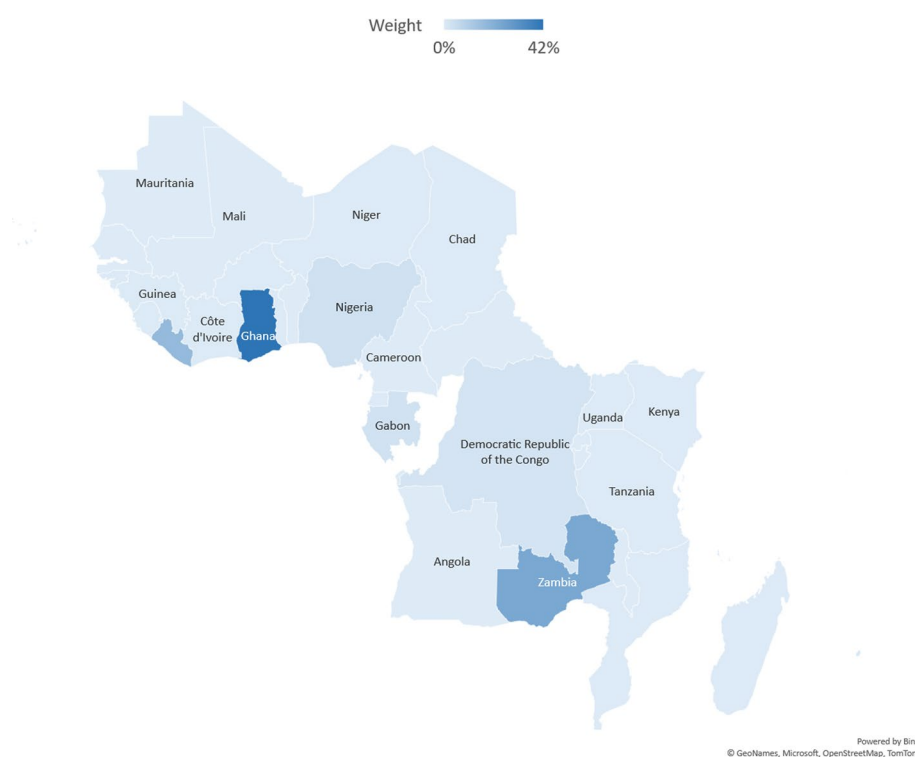 Weight
0%
42%
Mauritania
Mali
Niger
Chad
Guinea
Nigeria
Côte
d'Ivoire
Ghana
Cameroon
Gabon
Uganda
Kenya
Democratic Republic
of the Congo
Tanzania
Angola
Zambia
Powered by Bin
© GeoNames, Microsoft, OpenStreetMap, TomTor